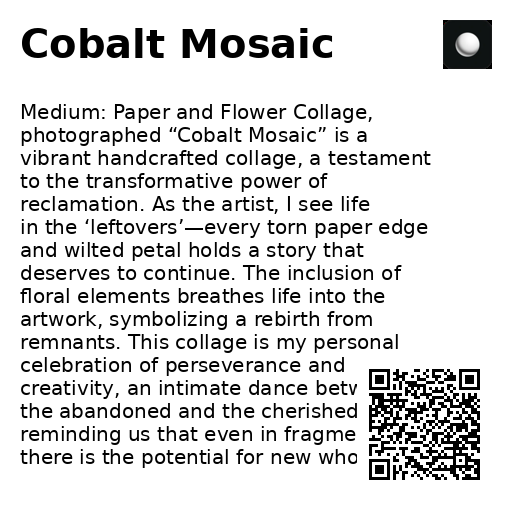 Cobalt Mosaic
Medium: Paper and Flower Collage,
photographed “Cobalt Mosaic” is a
vibrant handcrafted collage, a testament
to the transformative power of
reclamation. As the artist, I see life
in the ‘leftovers’—every torn paper edge
and wilted petal holds a story that
deserves to continue. The inclusion of
floral elements breathes life into the
artwork, symbolizing a rebirth from
remnants. This collage is my personal
celebration of perseverance and
creativity, an intimate dance
the abandoned and the cherished
reminding us that even in
there is the potential for new